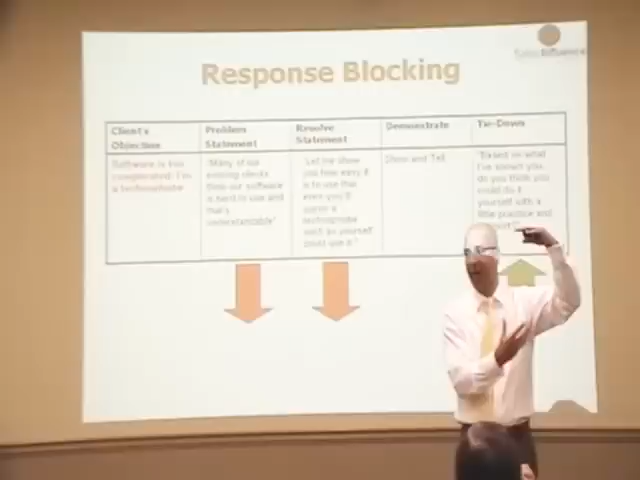 Response Blocking
Client's
Objection
Problem
Statement
Resolve
Statement
Demonstrate
Tie-Down
Software is too
complicated. I'm
a technophobe
"Many of our
existing clients
think our software
is hard to use and
that's
understandable"
"Let me show
you how easy it
is to use that
even you'll
technophobe
such as yourself
could use it."
Show and Tell
"Based on what
I've showed you,
do you think you
could do it
yourself with a
little practice and